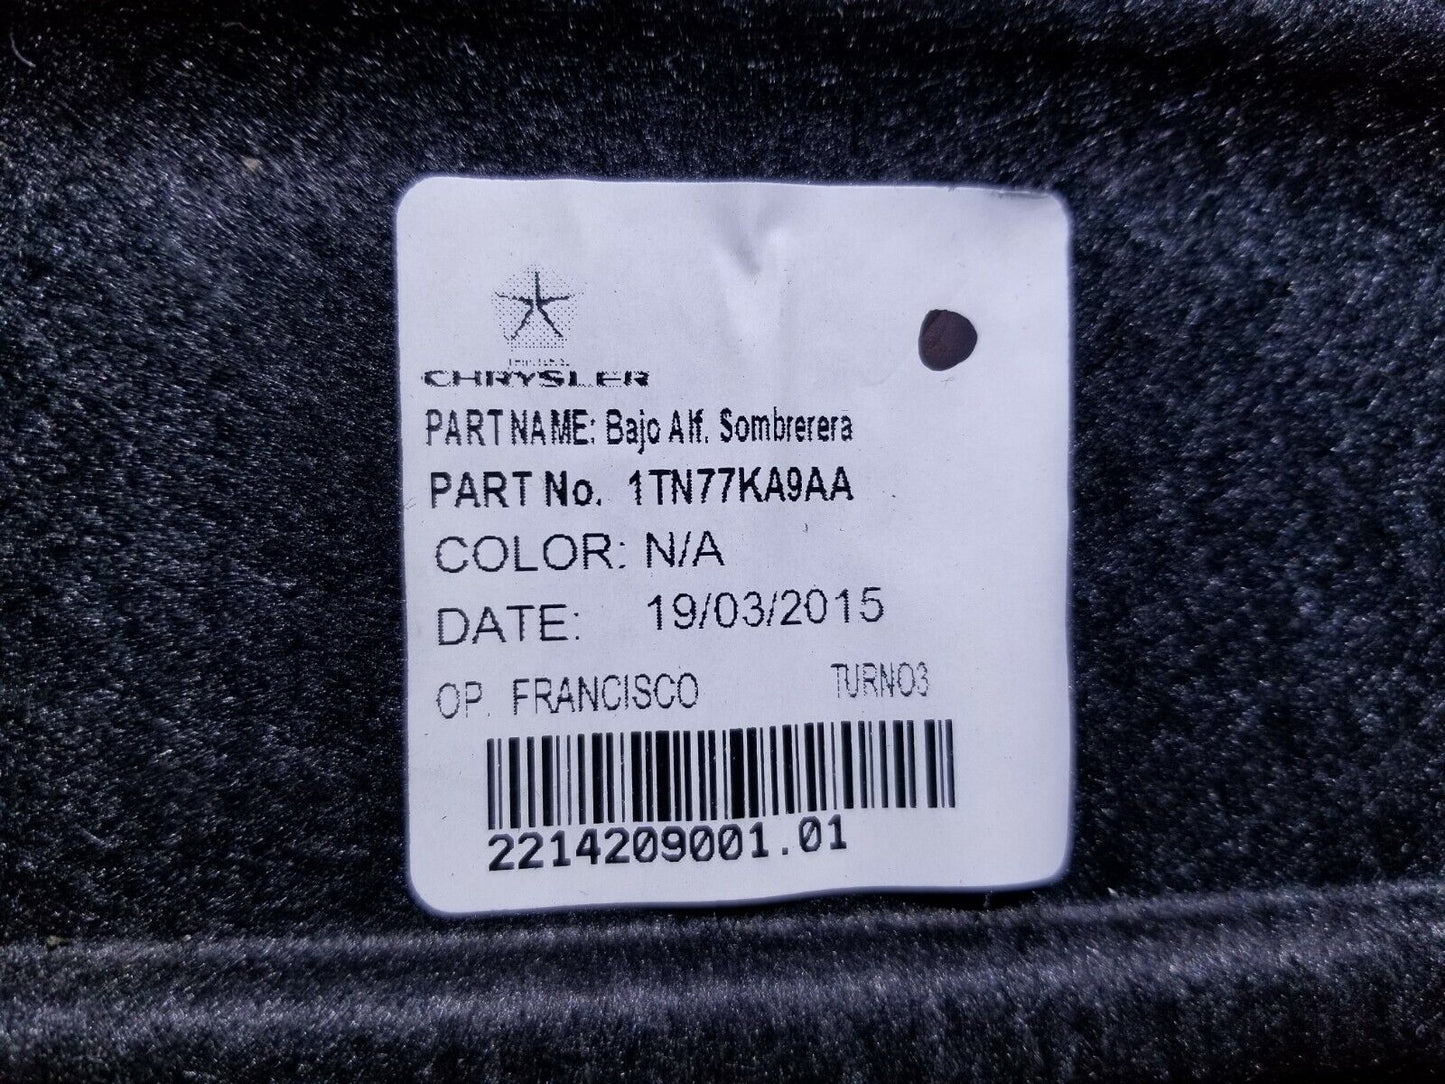 CHRYSLER
PART NAME: Bajo Alf. Sombrerera
PART No. 1TN77KA9AA
COLOR: N/A
DATE: 19/03/2015
OP. FRANCISCO TURNO3
2214209001.01